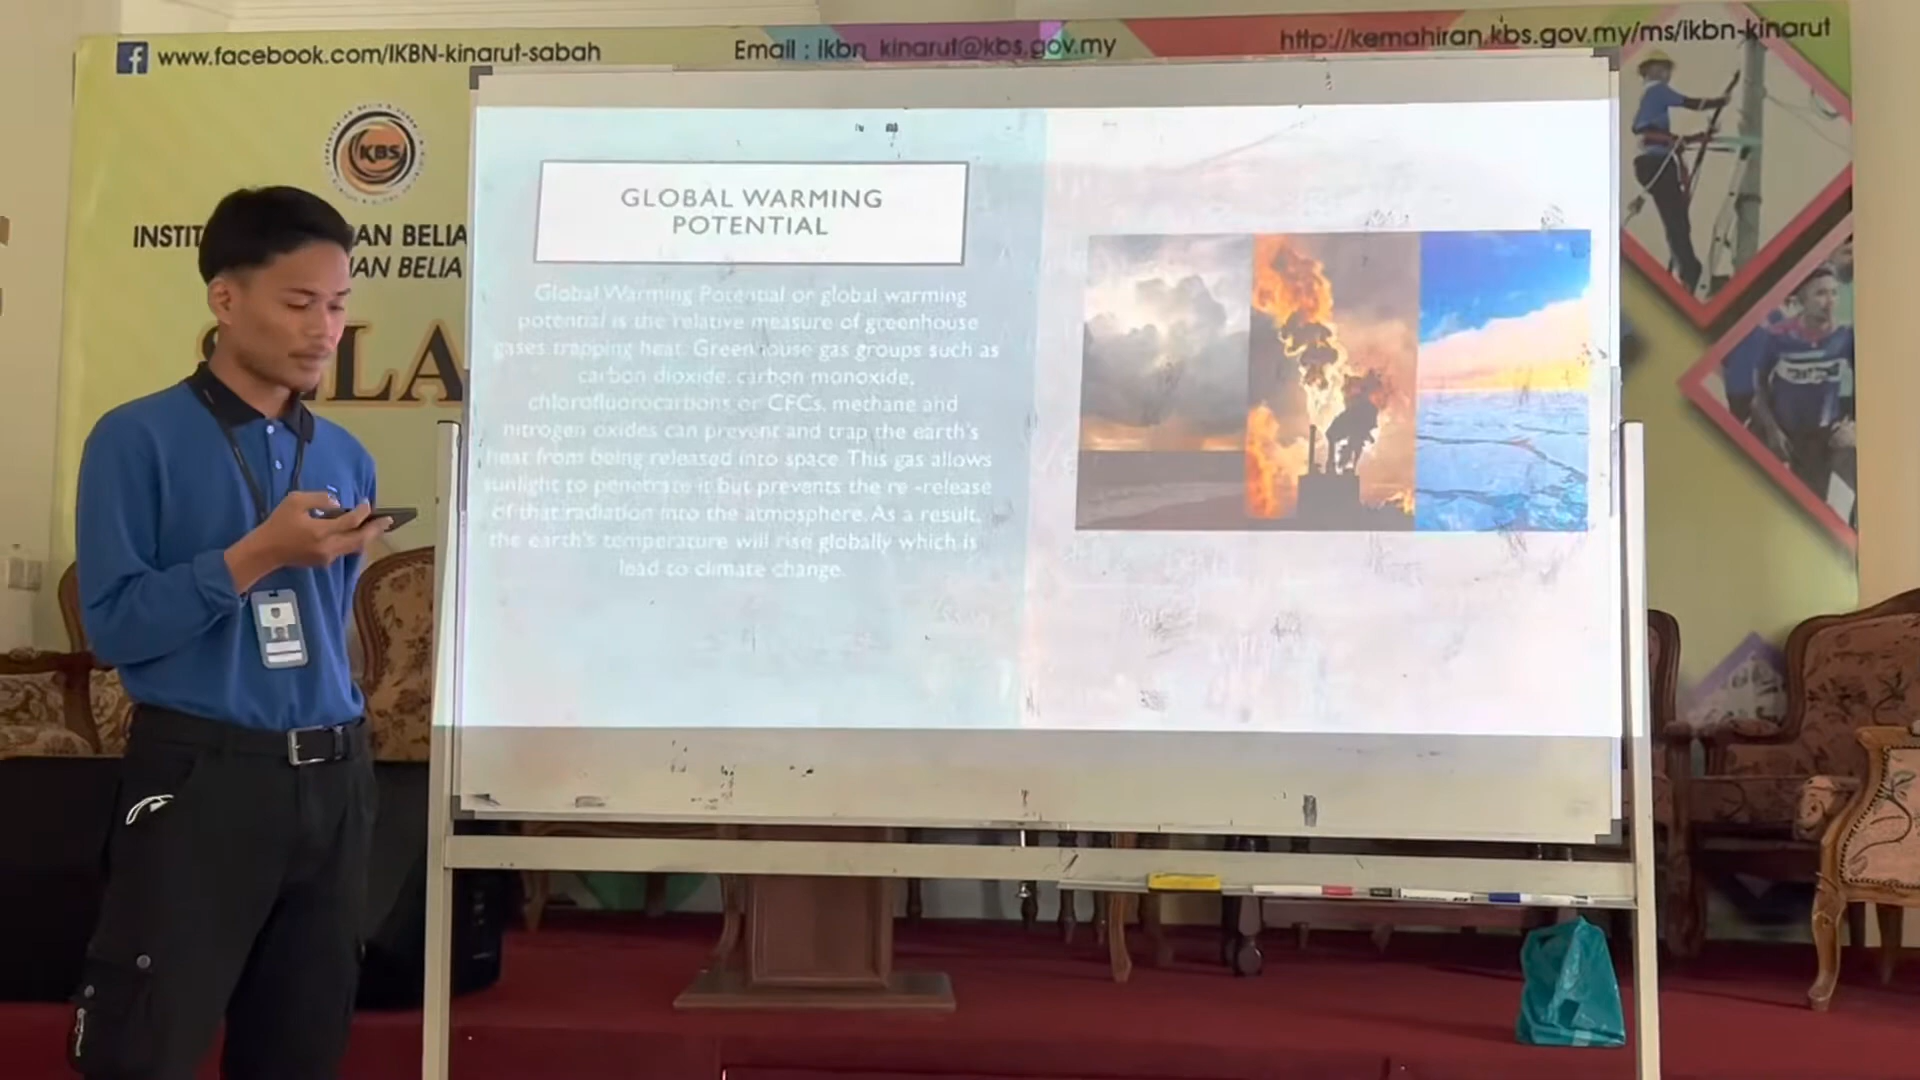 www.facebook.com/IKBN-kinarut-sabah
Email : ikbn_kinarut@kbs.gov.my
http://kemahiran.kbs.gov.my/ms/ikbn-kinarut
KBS
INSTIT AN BELIA
IAN BELIA
LA
GLOBAL WARMING
POTENTIAL
Global Warming Potential or global warming
potential is the relative measure of greenhouse
gases trapping heat. Greenhouse gas groups such as
carbon dioxide, carbon monoxide,
chlorofluorocarbons or CFCs, methane and
nitrogen oxides can prevent and trap the earth's
heat from being released into space. This gas allows
sunlight to penetrate it but prevents the re -release
of that radiation into the atmosphere. As a result,
the earth's temperature will rise globally which is
lead to climate change.